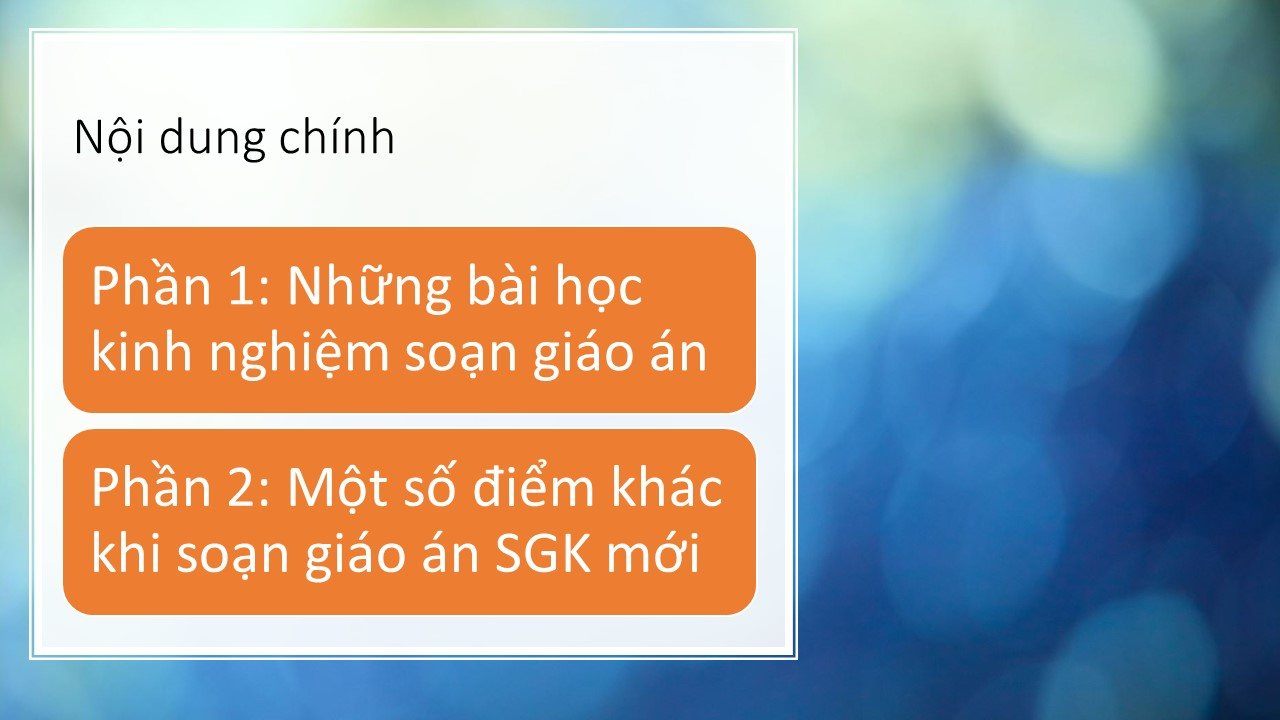 Nội dung chính
Phần 1: Những bài học
kinh nghiệm soạn giáo án
Phần 2: Một số điểm khác
khi soạn giáo án SGK mới